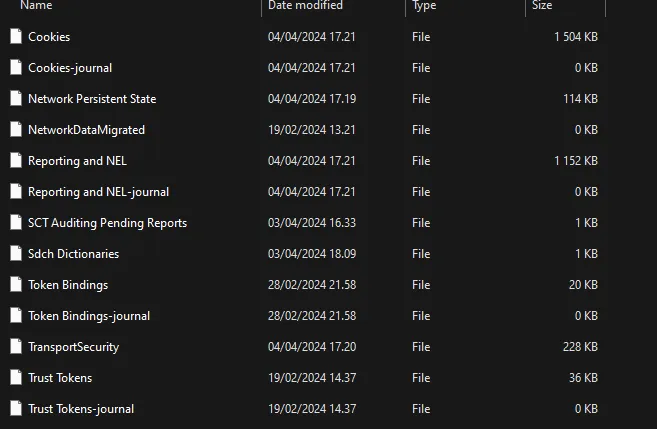 Name Date modified Type Size
Cookies 04/04/2024 17.21 File 1 504 KB
Cookies-journal 04/04/2024 17.21 File 0 KB
Network Persistent State 04/04/2024 17.19 File 114 KB
NetworkDataMigrated 19/02/2024 13.21 File 0 KB
Reporting and NEL 04/04/2024 17.21 File 1 152 KB
Reporting and NEL-journal 04/04/2024 17.21 File 0 KB
SCT Auditing Pending Reports 03/04/2024 16.33 File 1 KB
Sdch Dictionaries 03/04/2024 18.09 File 1 KB
Token Bindings 28/02/2024 21.58 File 20 KB
Token Bindings-journal 28/02/2024 21.58 File 0 KB
TransportSecurity 04/04/2024 17.20 File 228 KB
Trust Tokens 19/02/2024 14.37 File 36 KB
Trust Tokens-journal 19/02/2024 14.37 File 0 KB